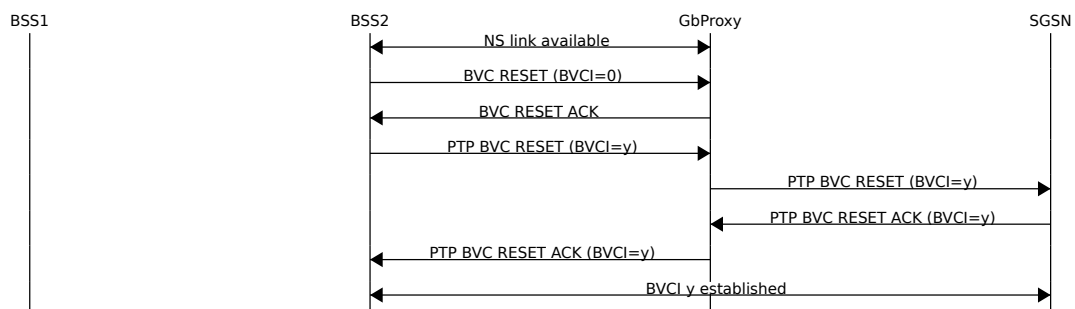 BSS1 BSS2 GbProxy SGSN
NS link available
BVC RESET (BVCI=0)
BVC RESET ACK
PTP BVC RESET (BVCI=y)
PTP BVC RESET (BVCI=y)
PTP BVC RESET ACK (BVCI=y)
PTP BVC RESET ACK (BVCI=y)
BVCI y established